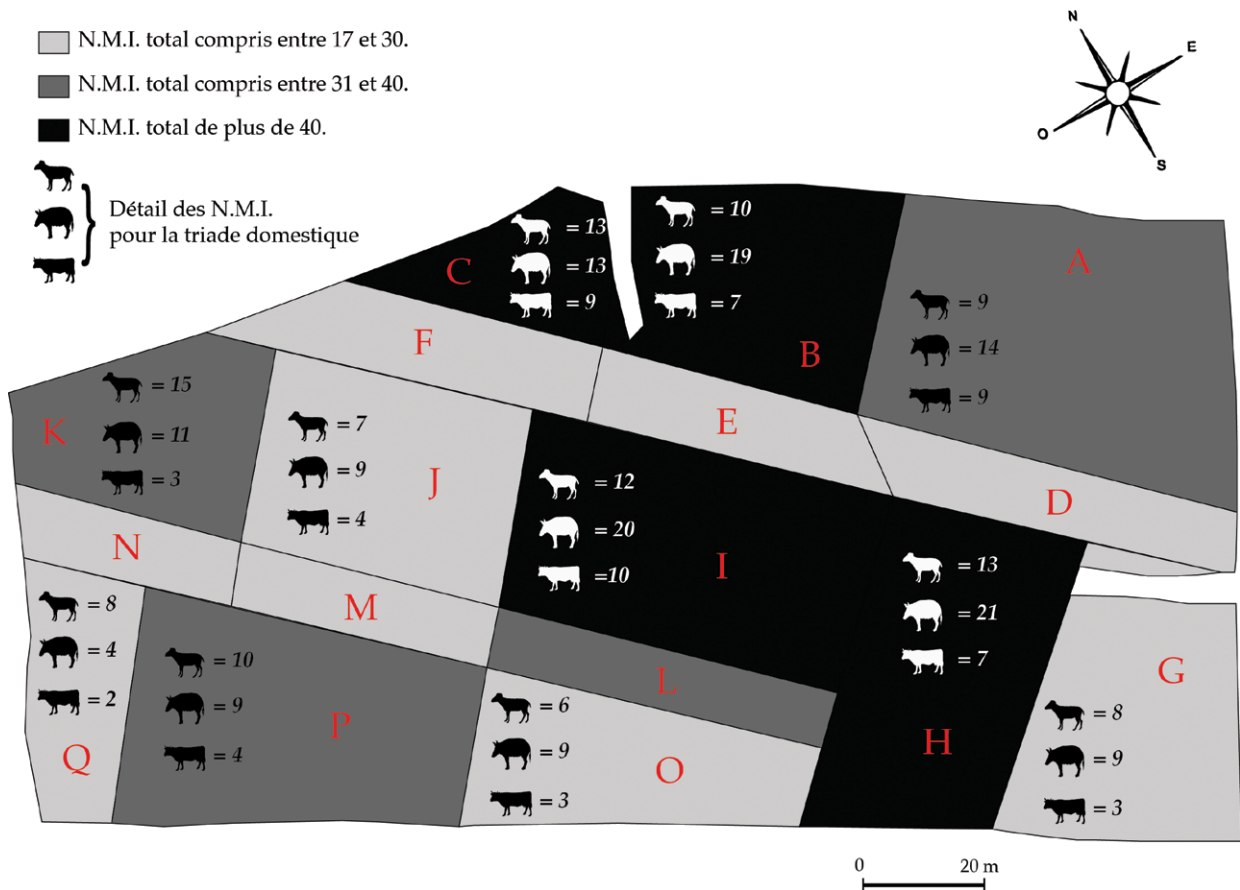 N.M.I. total compris entre 17 et 30.
N.M.I. total compris entre 31 et 40.
N.M.I. total de plus de 40.
Détail des N.M.I.
pour la triade domestique
N
E
O
S
C
= 13
= 13
= 9
= 10
= 19
= 7
B
A
= 9
= 14
= 9
F
E
D
K
= 15
= 11
= 3
= 7
= 9
= 4
J
= 12
= 20
=10
I
= 13
= 21
= 7
H
N
M
L
G
= 8
= 9
= 3
= 8
= 4
= 2
Q
= 10
= 9
= 4
P
= 6
= 9
= 3
O
0 20 m